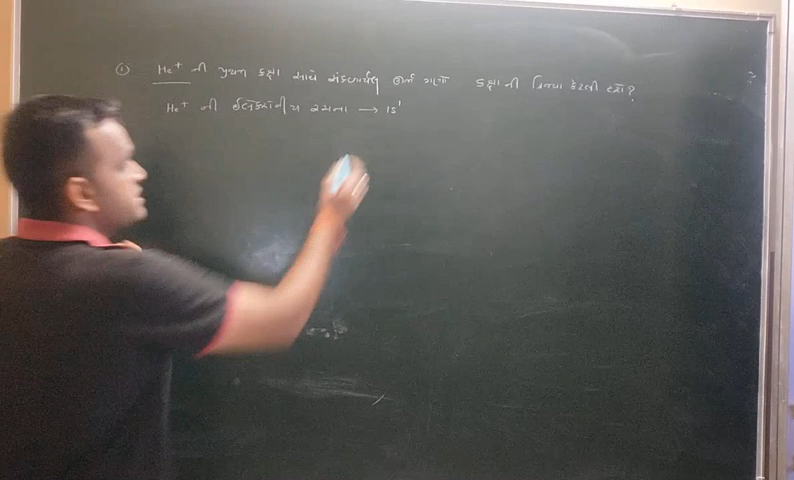 ① He⁺ ની પ્રથમ કક્ષા સાથે સંકળાયેલ ઊર્જા ગણો કક્ષા ની ત્રિજ્યા કેટલી હશે?
He⁺ ની ઈલેક્ટ્રોનીય રચના → 1s¹